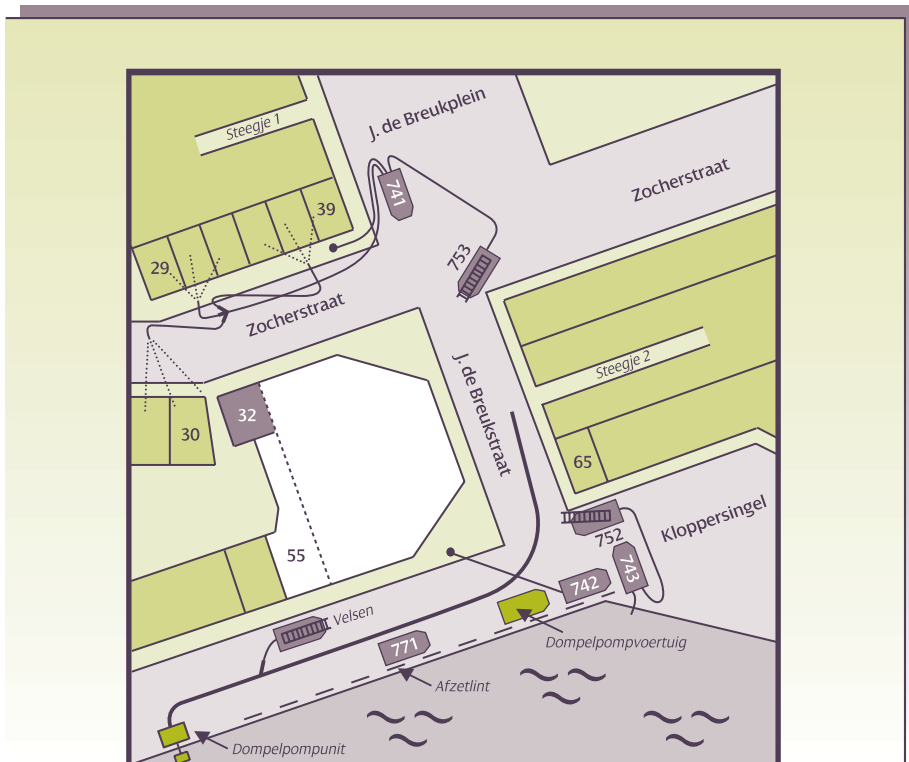 J. de Breukplein
Steegje 1
Zocherstraat
741
39
753
29
Zocherstraat
J. de Breukstraat
Steegje 2
32
30
65
Kloppersingel
752
55
743
742
Velsen
Dompelpompvoertuig
771
Afzetlint
Dompelpompunit